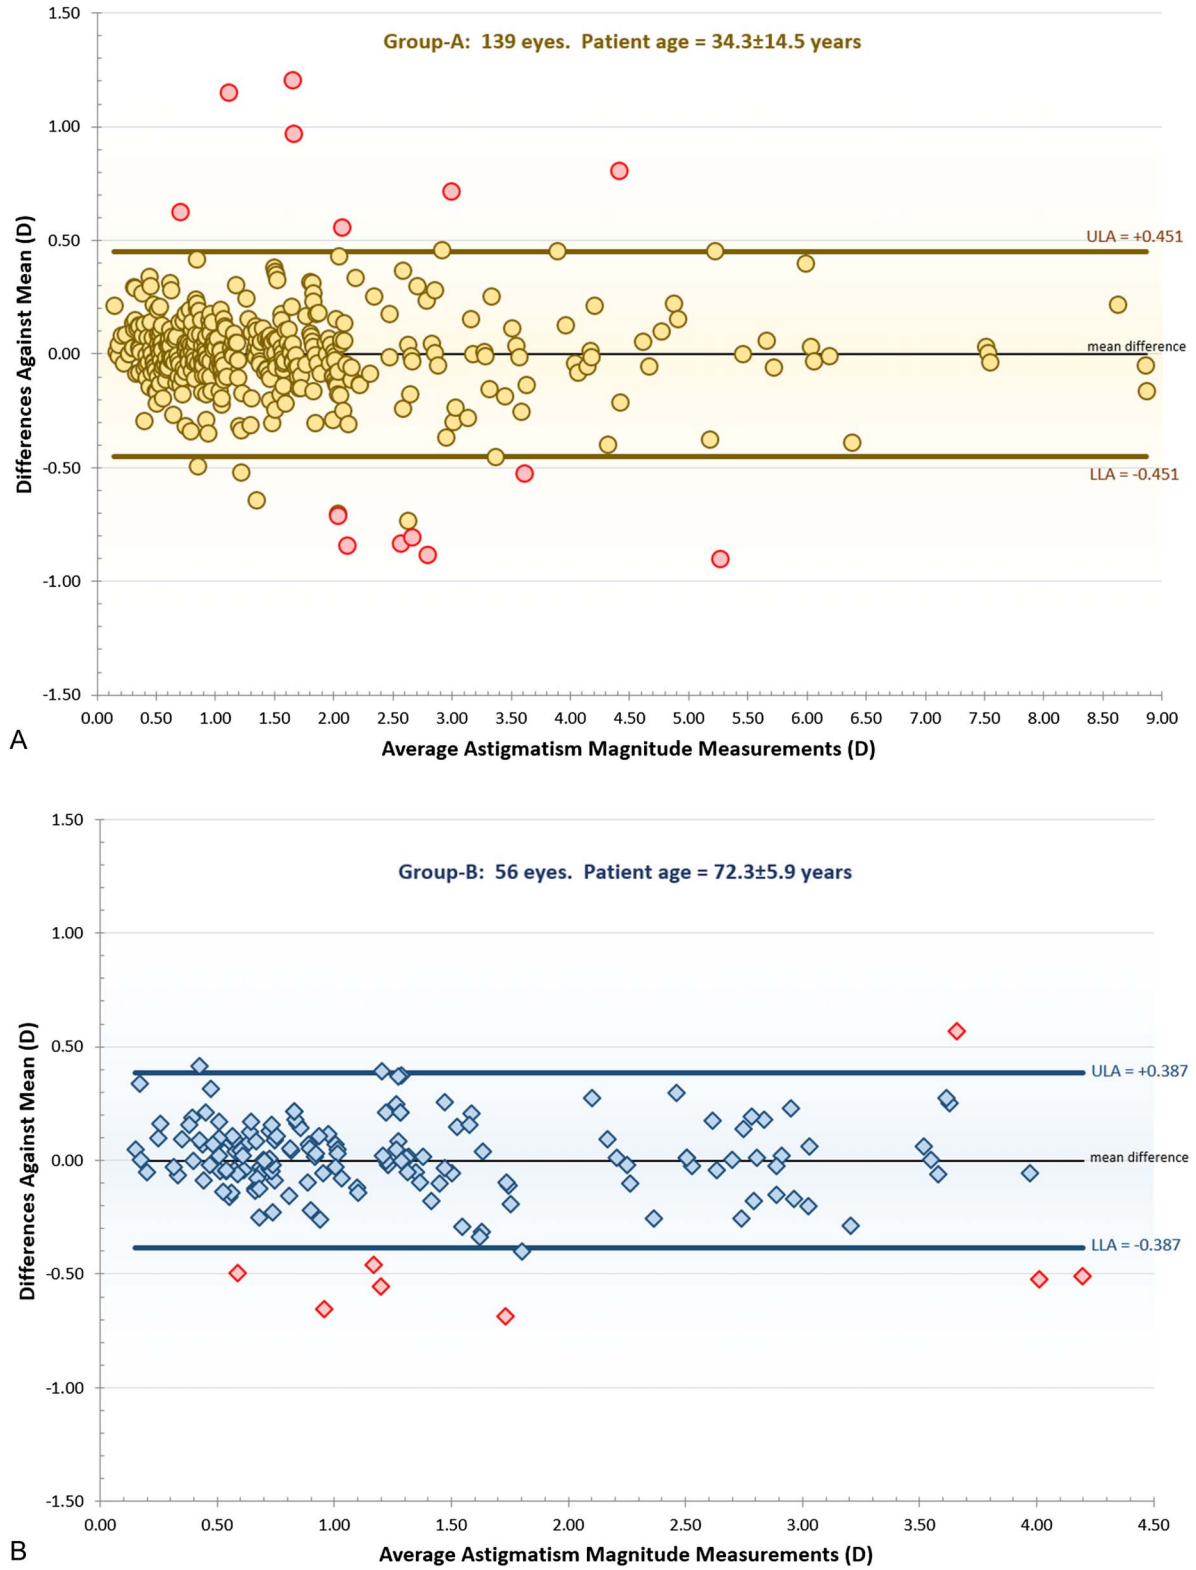 Group-A: 139 eyes. Patient age = 34.3±14.5 years
1.50
1.00
0.50
0.00
-0.50
-1.00
-1.50
Differences Against Mean (D)
ULA = +0.451
mean difference
LLA = -0.451
0.00 0.50 1.00 1.50 2.00 2.50 3.00 3.50 4.00 4.50 5.00 5.50 6.00 6.50 7.00 7.50 8.00 8.50 9.00
A
Average Astigmatism Magnitude Measurements (D)
Group-B: 56 eyes. Patient age = 72.3±5.9 years
1.50
1.00
0.50
0.00
-0.50
-1.00
-1.50
Differences Against Mean (D)
ULA = +0.387
mean difference
LLA = -0.387
0.00 0.50 1.00 1.50 2.00 2.50 3.00 3.50 4.00 4.50
B
Average Astigmatism Magnitude Measurements (D)